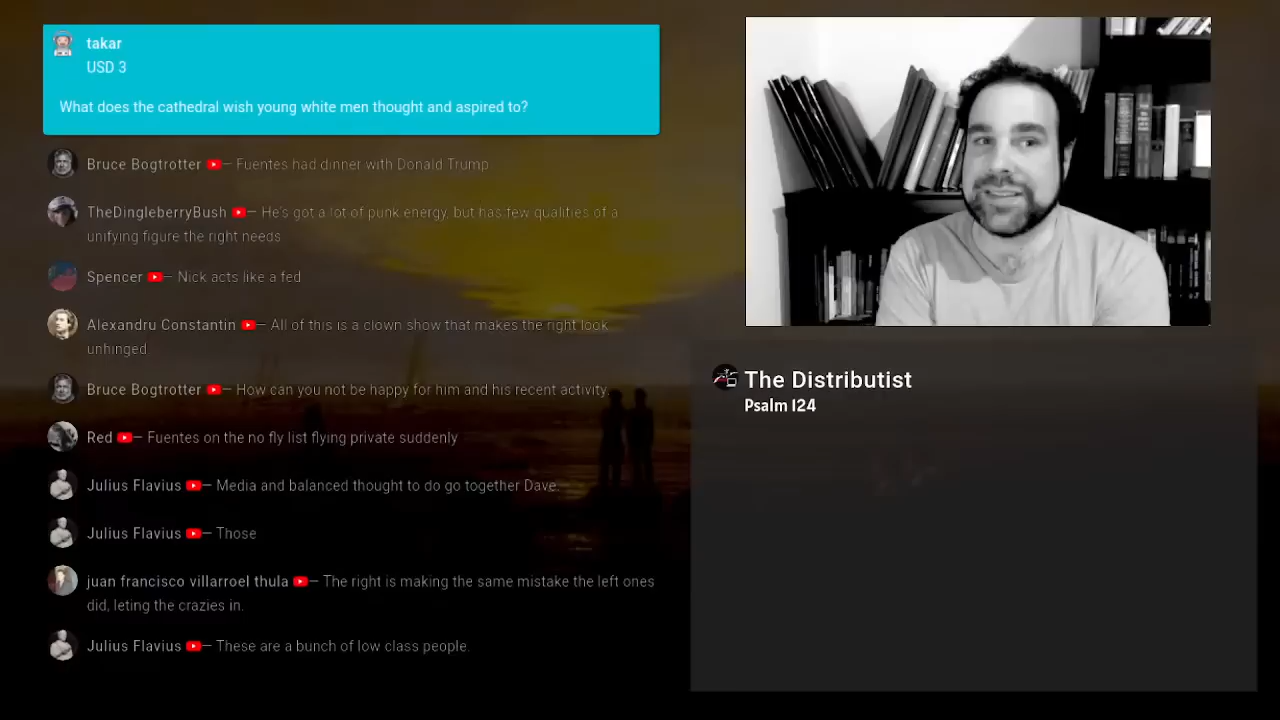 takar
USD 3
What does the cathedral wish young white men thought and aspired to?
Bruce Bogtrotter — Fuentes had dinner with Donald Trump
TheDingleberryBush — He's got a lot of punk energy, but has few qualities of a
unifying figure the right needs
Spencer — Nick acts like a fed
Alexandru Constantin — All of this is a clown show that makes the right look
unhinged
Bruce Bogtrotter — How can you not be happy for him and his recent activity.
Red — Fuentes on the no fly list flying private suddenly
Julius Flavius — Media and balanced thought to do go together Dave.
Julius Flavius — Those
juan francisco villarroel thula — The right is making the same mistake the left ones
did, leting the crazies in.
Julius Flavius — These are a bunch of low class people.
The Distributist
Psalm 124